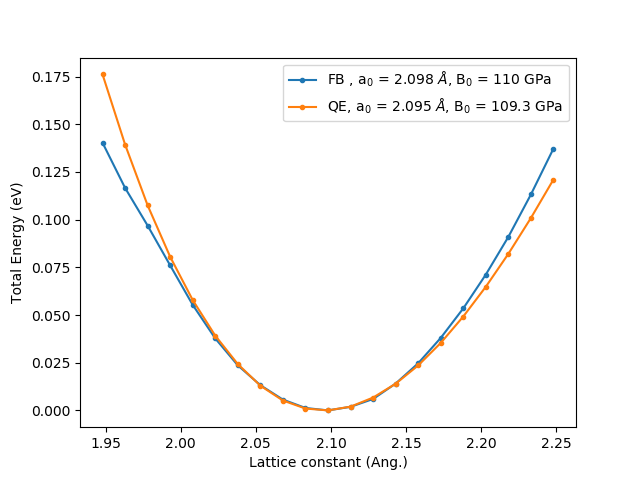 FB , a₀ = 2.098 Å, B₀ = 110 GPa
QE, a₀ = 2.095 Å, B₀ = 109.3 GPa
Total Energy (eV)
0.175
0.150
0.125
0.100
0.075
0.050
0.025
0.000
1.95 2.00 2.05 2.10 2.15 2.20 2.25
Lattice constant (Ang.)